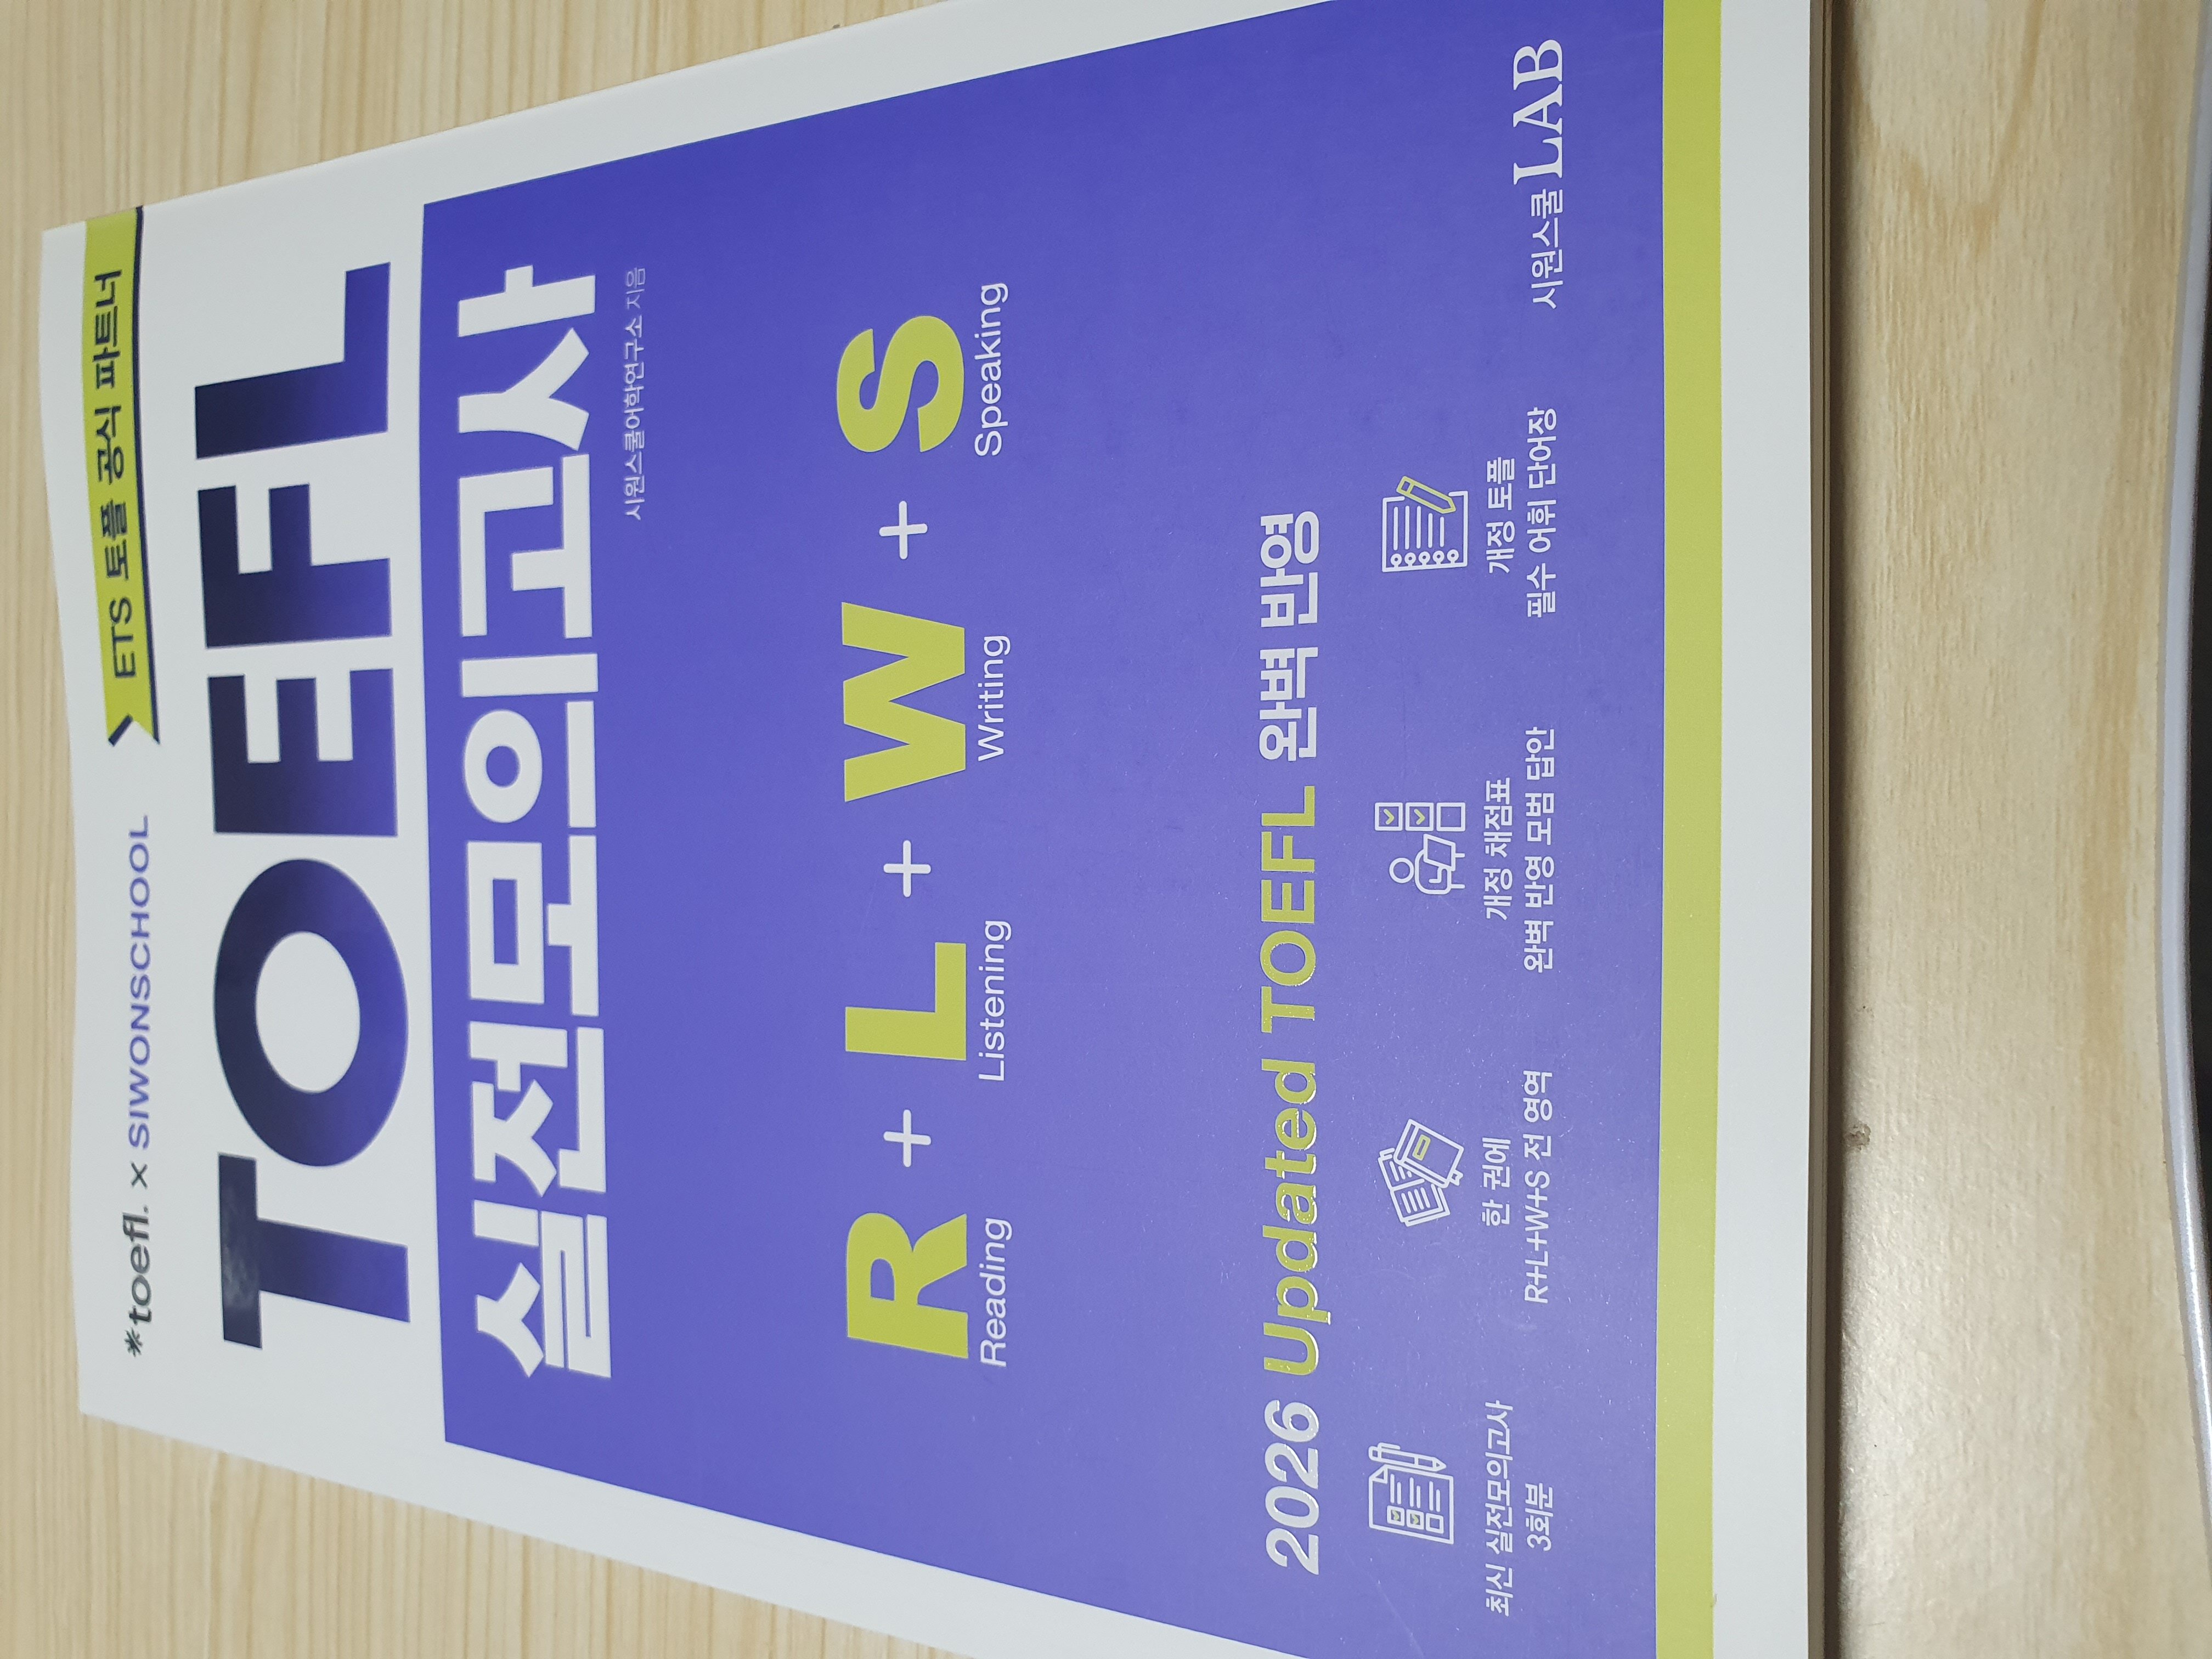 *toefl. x SIWONSCHOOL
ETS 토플 공식 파트너
TOEFL
실전모의고사
시원스쿨어학연구소 지음
R + L + W + S
Reading Listening Writing Speaking
2026 Updated TOEFL 완벽 반영
최신 실전모의고사
3회분
한 권에
R+L+W+S 전 영역
개정 채점표
완벽 반영 모범 답안
개정 토플
필수 어휘 단어장
시원스쿨 LAB